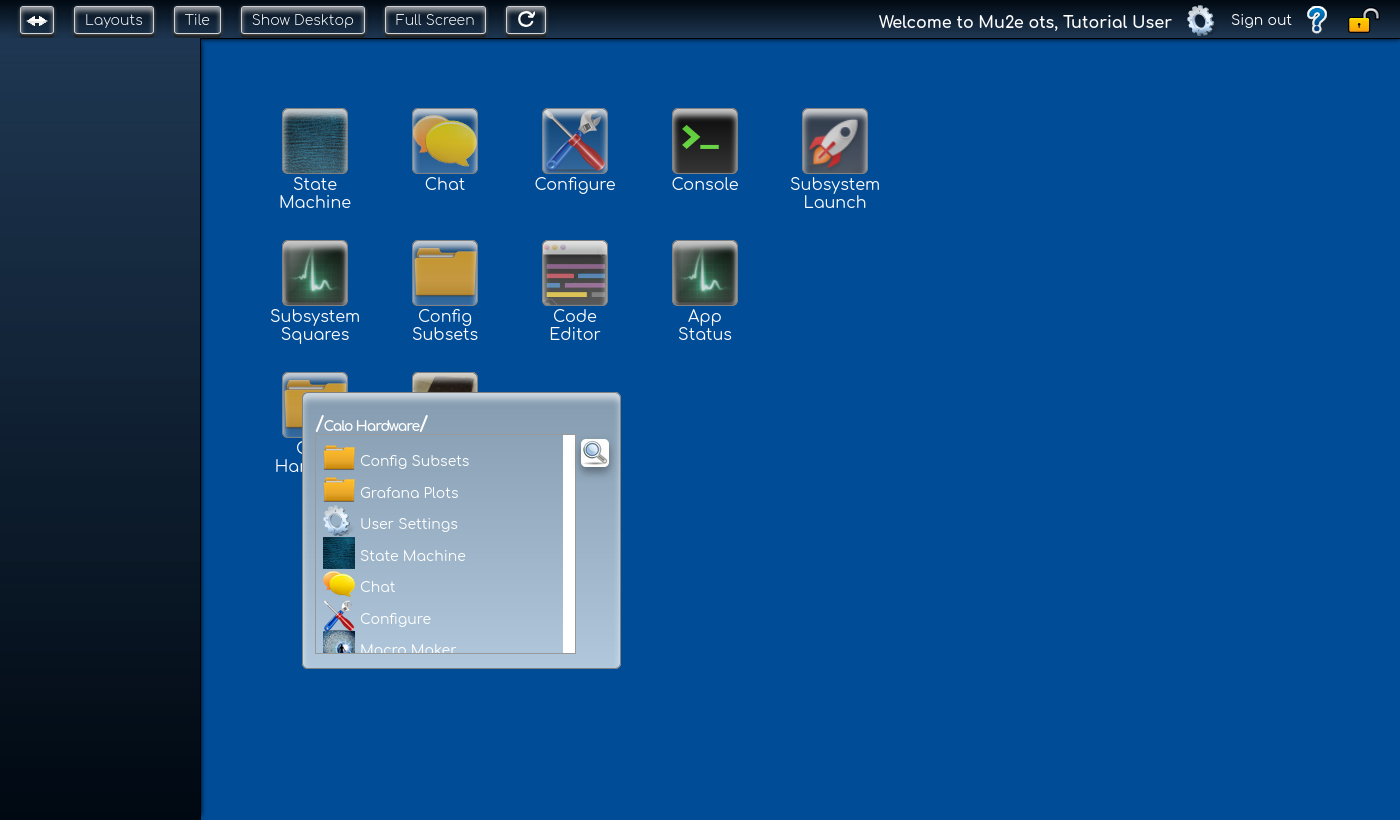 Layouts Tile Show Desktop Full Screen Welcome to Mu2e ots, Tutorial User Sign out
State Machine
Chat
Configure
Console
Subsystem Launch
Subsystem Squares
Config Subsets
Code Editor
App Status
/Calo Hardware/
Config Subsets
Grafana Plots
User Settings
State Machine
Chat
Configure
Macro Maker